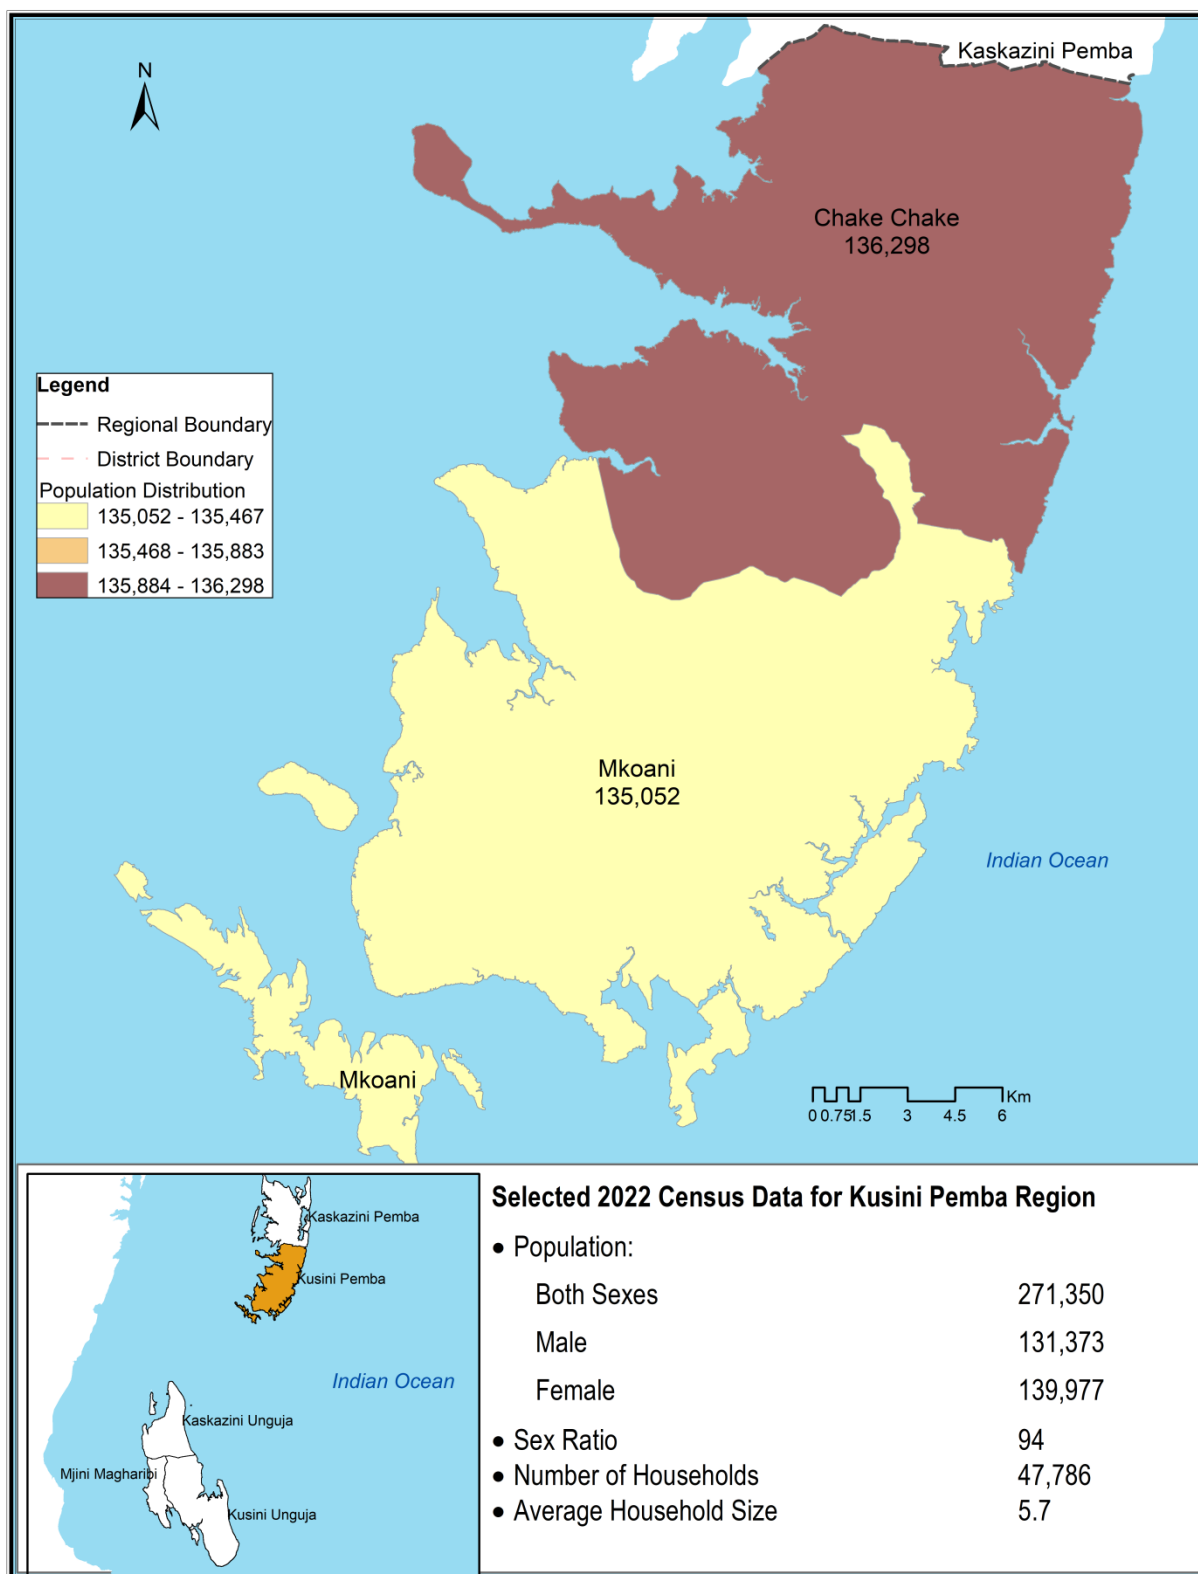 Kaskazini Pemba
N
Chake Chake
136,298
Legend
Regional Boundary
District Boundary
Population Distribution
135,052 - 135,467
135,468 - 135,883
135,884 - 136,298
Mkoani
135,052
Indian Ocean
Mkoani
Km
0 0.75 1.5 3 4.5 6
Kaskazini Pemba
Kusini Pemba
Indian Ocean
Kaskazini Unguja
Mjini Magharibi
Kusini Unguja
Selected 2022 Census Data for Kusini Pemba Region
• Population:
Both Sexes 271,350
Male 131,373
Female 139,977
• Sex Ratio 94
• Number of Households 47,786
• Average Household Size 5.7